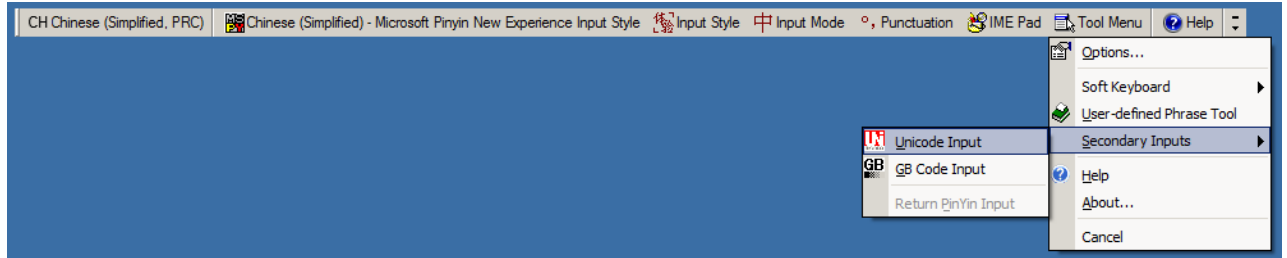 CH Chinese (Simplified, PRC) Chinese (Simplified) - Microsoft Pinyin New Experience Input Style Input Style 中 Input Mode °, Punctuation IME Pad Tool Menu Help
Options...
Soft Keyboard
User-defined Phrase Tool
Unicode Input Secondary Inputs
GB GB Code Input Help
Return PinYin Input About...
Cancel